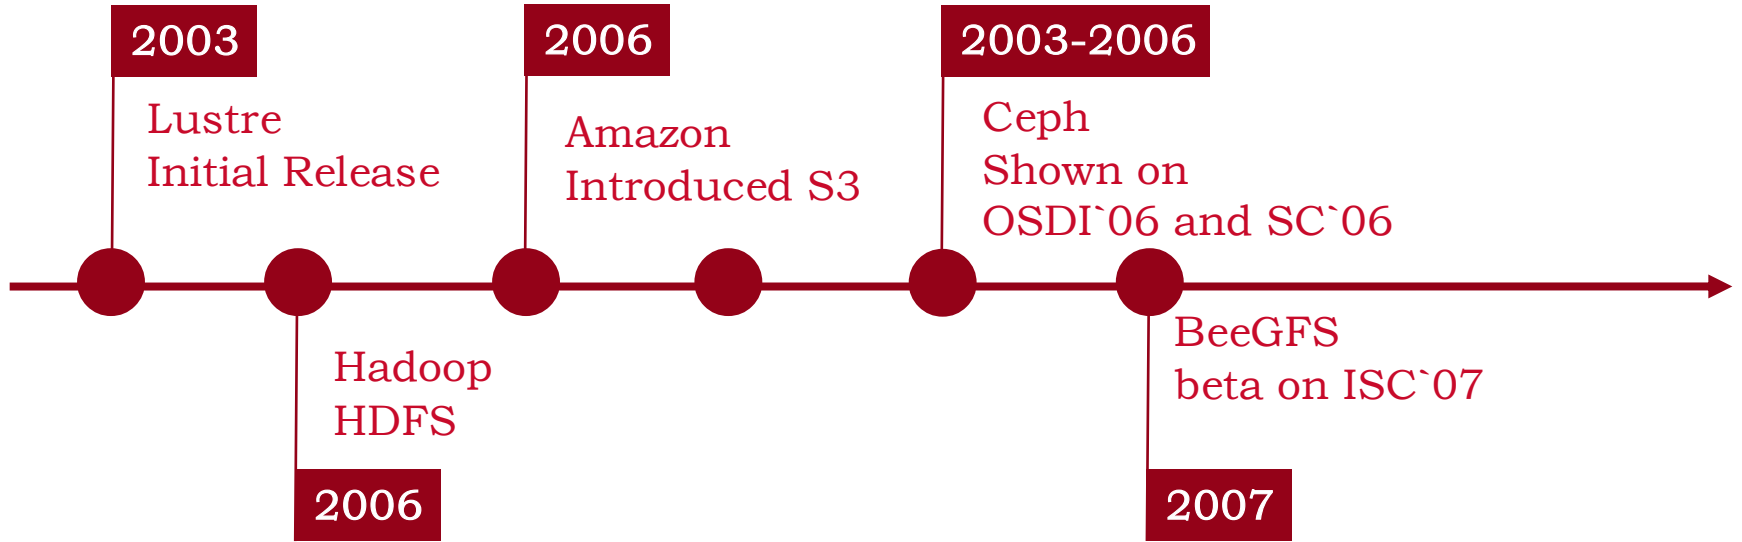 2003
Lustre
Initial Release
2006
Amazon
Introduced S3
2003-2006
Ceph
Shown on
OSDI`06 and SC`06
Hadoop
HDFS
2006
BeeGFS
beta on ISC`07
2007